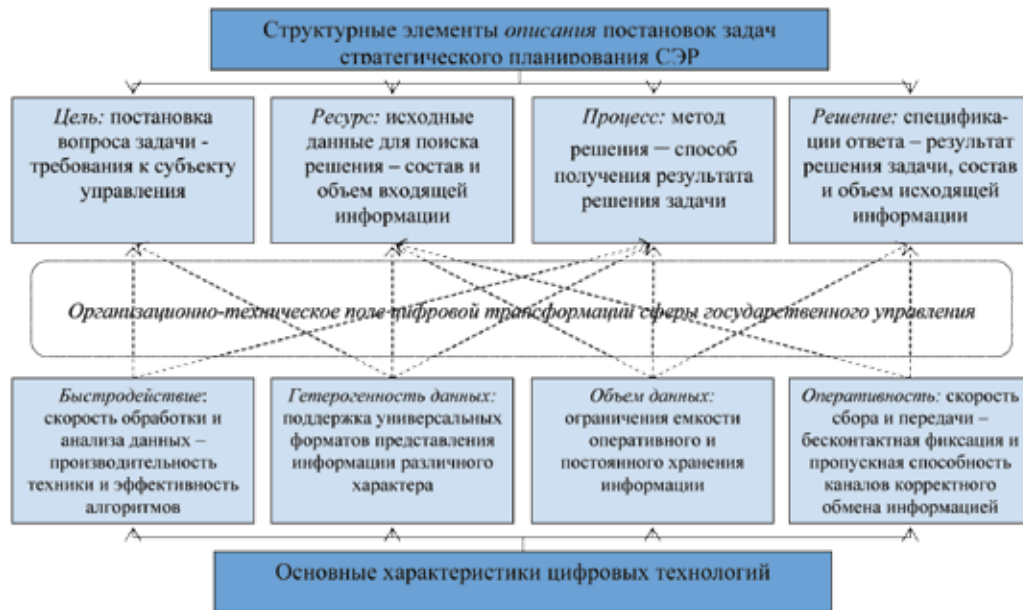 Структурные элементы описания постановок задач
стратегического планирования СЭР
Цель: постановка
вопроса задачи -
требования к субъекту
управления
Ресурс: исходные
данные для поиска
решения – состав и
объем входящей
информации
Процесс: метод
решения – способ
получения результата
решения задачи
Решение: специфика-
ции ответа – результат
решения задачи, состав
и объем исходящей
информации
Организационно-техническое поле цифровой трансформации сферы государственного управления
Быстродействие:
скорость обработки и
анализа данных –
производительность
техники и эффективность
алгоритмов
Гетерогенность данных:
поддержка универсальных
форматов представления
информации различного
характера
Объем данных:
ограничения емкости
оперативного и
постоянного хранения
информации
Оперативность: скорость
сбора и передачи –
бесконтактная фиксация и
пропускная способность
каналов корректного
обмена информацией
Основные характеристики цифровых технологий